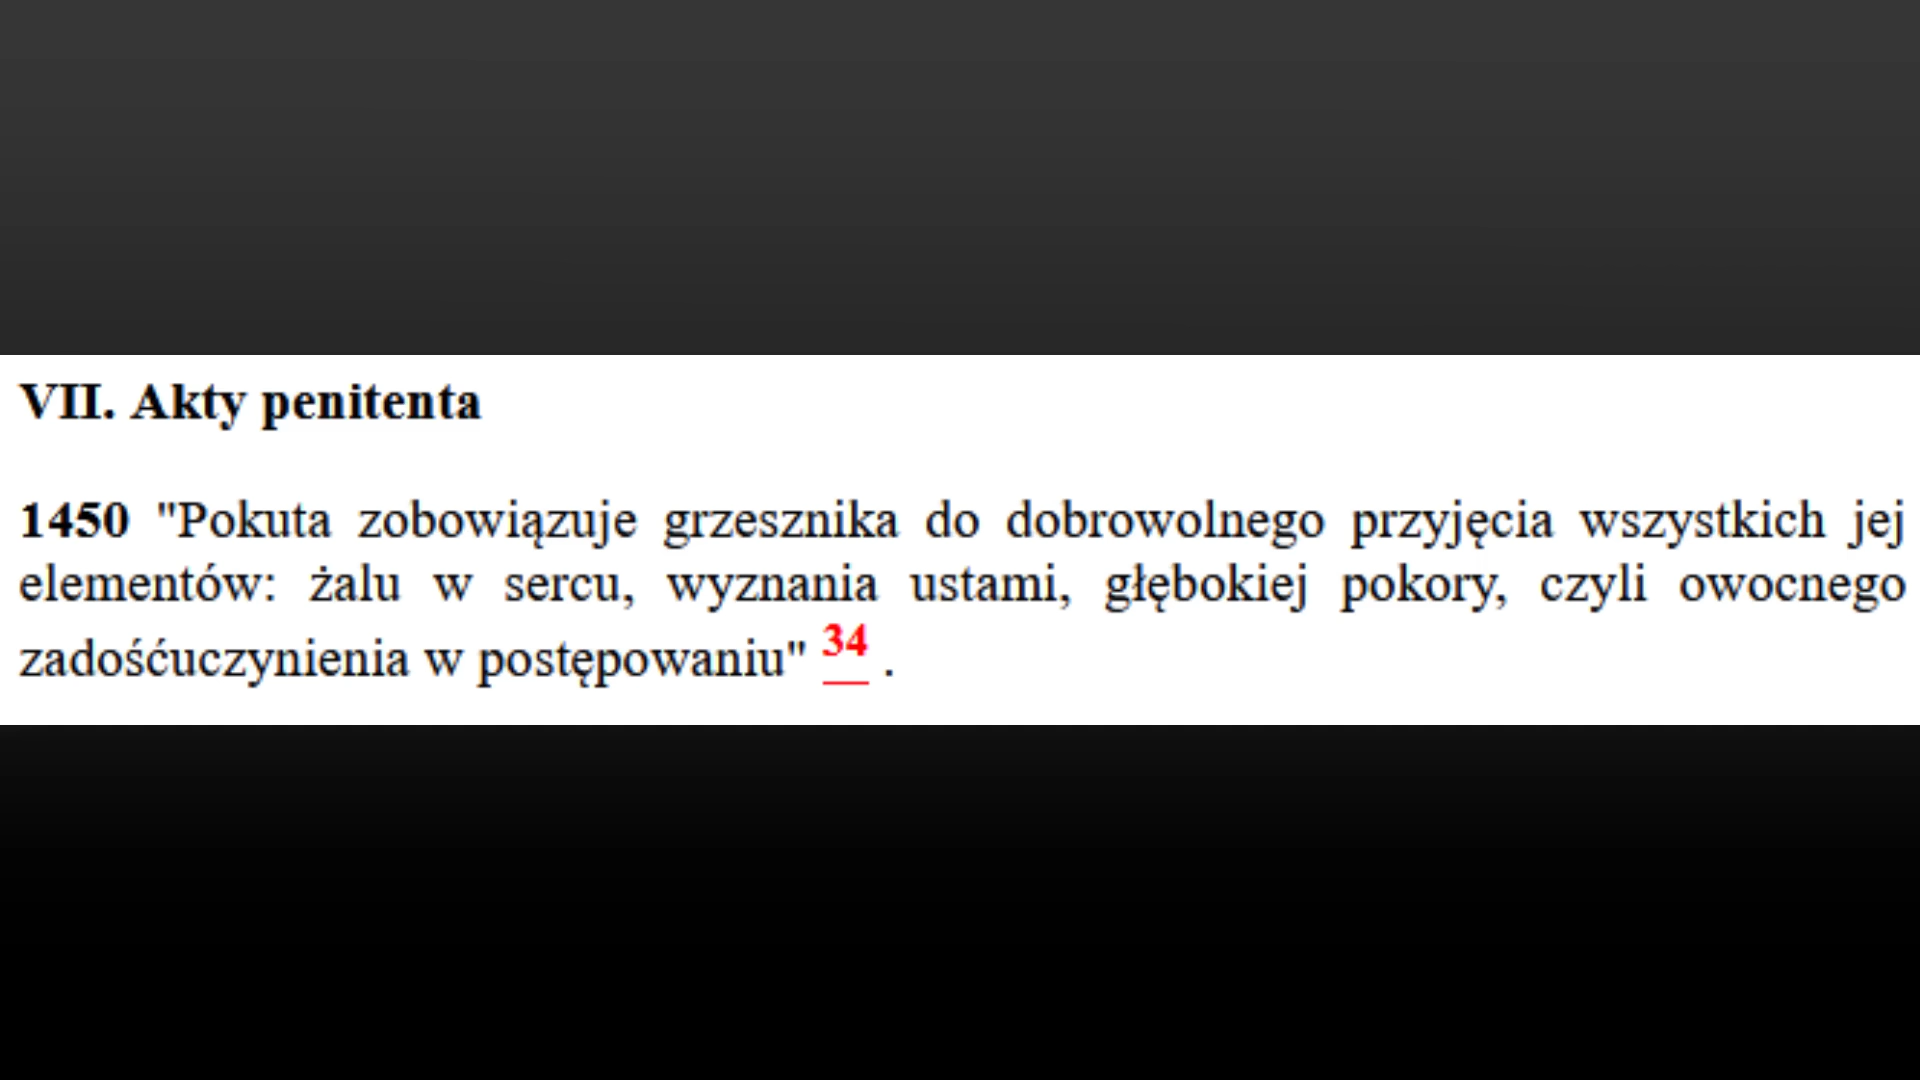 VII. Akty penitenta
1450 "Pokuta zobowiązuje grzesznika do dobrowolnego przyjęcia wszystkich jej
elementów: żalu w sercu, wyznania ustami, głębokiej pokory, czyli owocnego
zadośćuczynienia w postępowaniu" 34 .